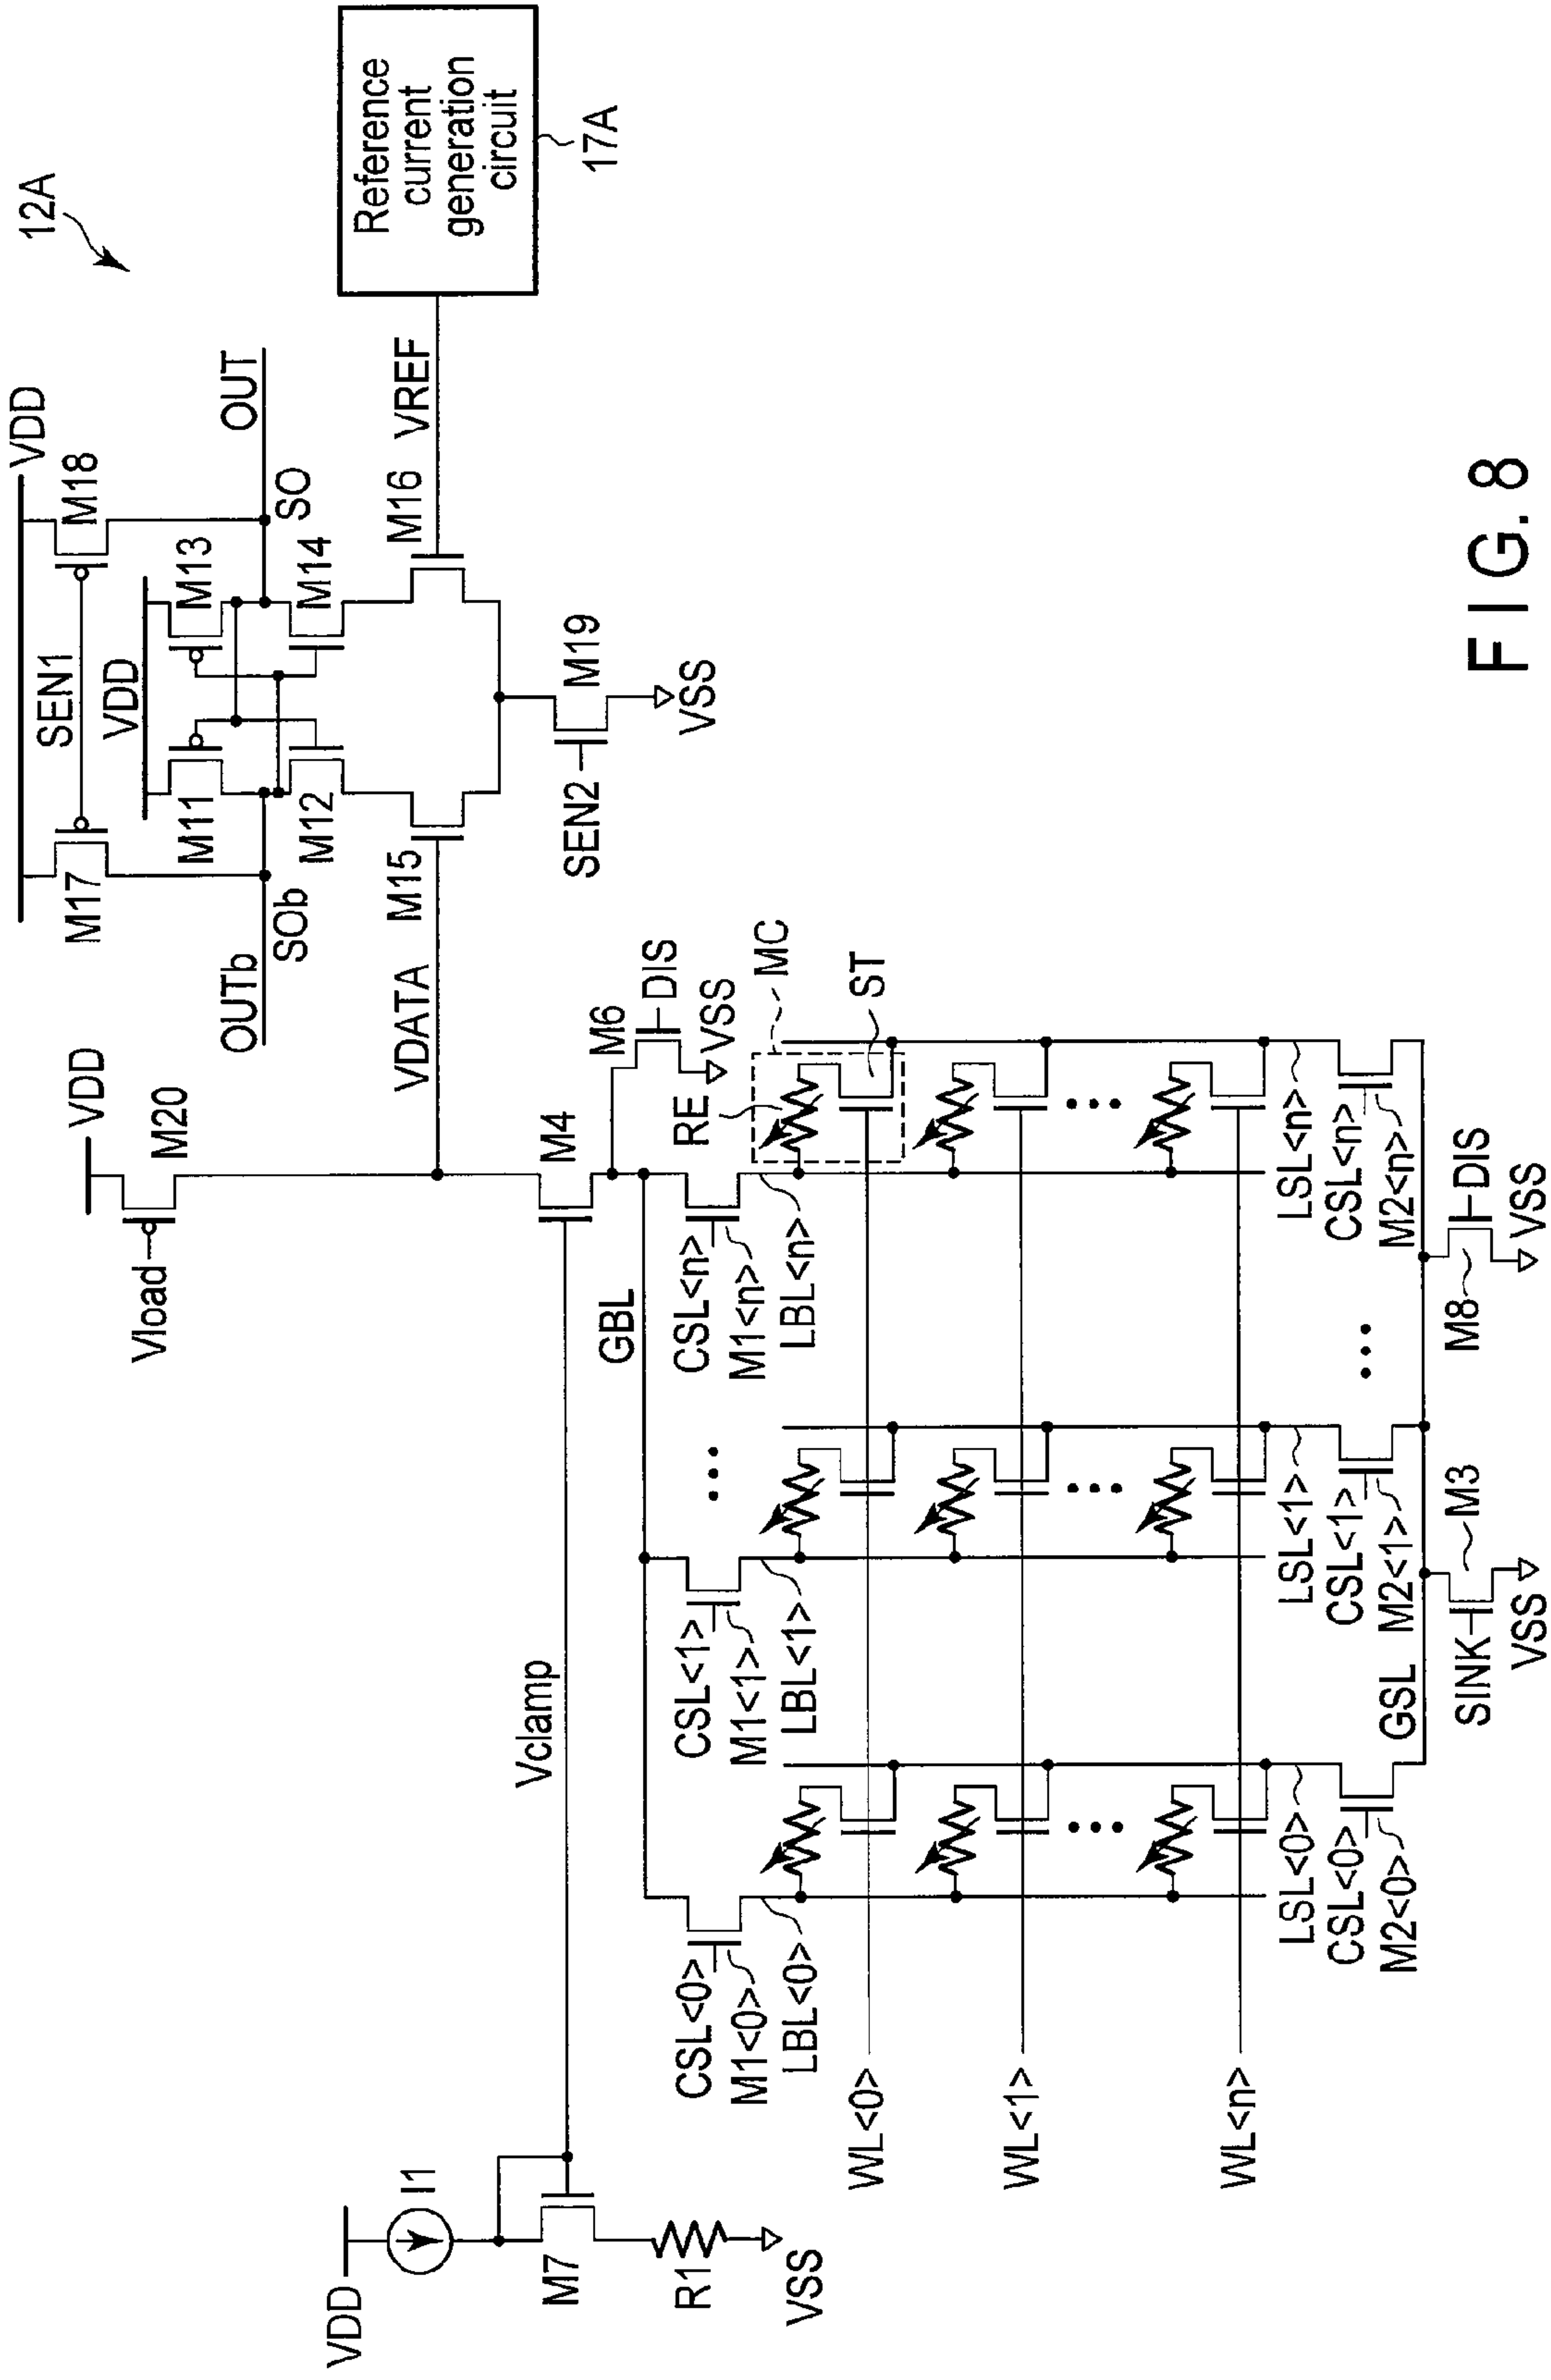 12A
VDD
SEN1
M17
M18
VDD
M11
M13
OUTb
OUT
SOb
SO
M12
M14
VDD
Vload
M20
VDATA
M15
M16
VREF
Reference
current
generation
circuit
17A
SEN2
M19
VSS
VDD
I1
M7
R1
VSS
Vclamp
M4
M6
DIS
VSS
GBL
CSL<0>
M1<0>
LBL<0>
CSL<1>
M1<1>
LBL<1>
CSL<n>
M1<n>
LBL<n>
RE
MC
ST
...
WL<0>
WL<1>
... ... ...
WL<n>
LSL<0>
CSL<0>
M2<0>
LSL<1>
CSL<1>
M2<1>
...
LSL<n>
CSL<n>
M2<n>
GSL
SINK
M3
VSS
M8
DIS
VSS
FIG. 8